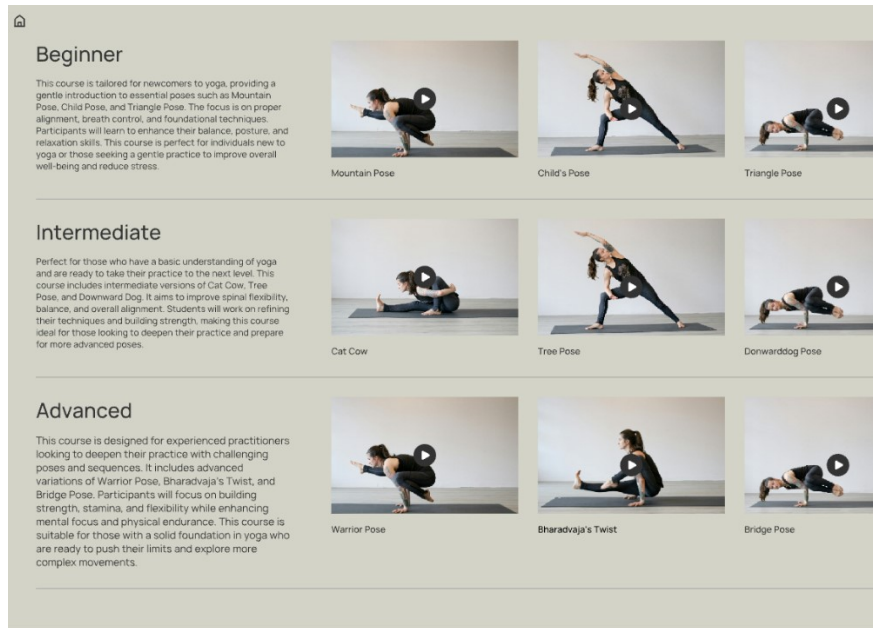 Beginner
This course is tailored for newcomers to yoga, providing a
gentle introduction to essential poses such as Mountain
Pose, Child Pose, and Triangle Pose. The focus is on proper
alignment, breath control, and foundational techniques.
Participants will learn to enhance their balance, posture, and
relaxation skills. This course is perfect for individuals new to
yoga or those seeking a gentle practice to improve overall
well-being and reduce stress.
Mountain Pose
Child's Pose
Triangle Pose
Intermediate
Perfect for those who have a basic understanding of yoga
and are ready to take their practice to the next level. This
course includes intermediate versions of Cat Cow, Tree
Pose, and Downward Dog. It aims to improve spinal flexibility,
balance, and overall alignment. Students will work on refining
their techniques and building strength, making this course
ideal for those looking to deepen their practice and prepare
for more advanced poses.
Cat Cow
Tree Pose
Donwarddog Pose
Advanced
This course is designed for experienced practitioners
looking to deepen their practice with challenging
poses and sequences. It includes advanced
variations of Warrior Pose, Bharadvaja's Twist, and
Bridge Pose. Participants will focus on building
strength, stamina, and flexibility while enhancing
mental focus and physical endurance. This course is
suitable for those with a solid foundation in yoga who
are ready to push their limits and explore more
complex movements.
Warrior Pose
Bharadvaja's Twist
Bridge Pose